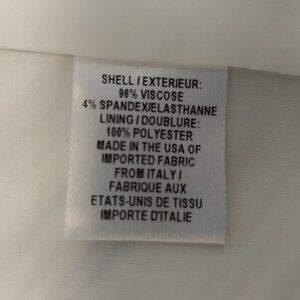 SHELL / EXTERIEUR:
96% VISCOSE
4% SPANDEX/ELASTHANNE
LINING / DOUBLURE:
100% POLYESTER
MADE IN THE USA OF
IMPORTED FABRIC
FROM ITALY /
FABRIQUE AUX
ETATS-UNIS DE TISSU
IMPORTE D'ITALIE